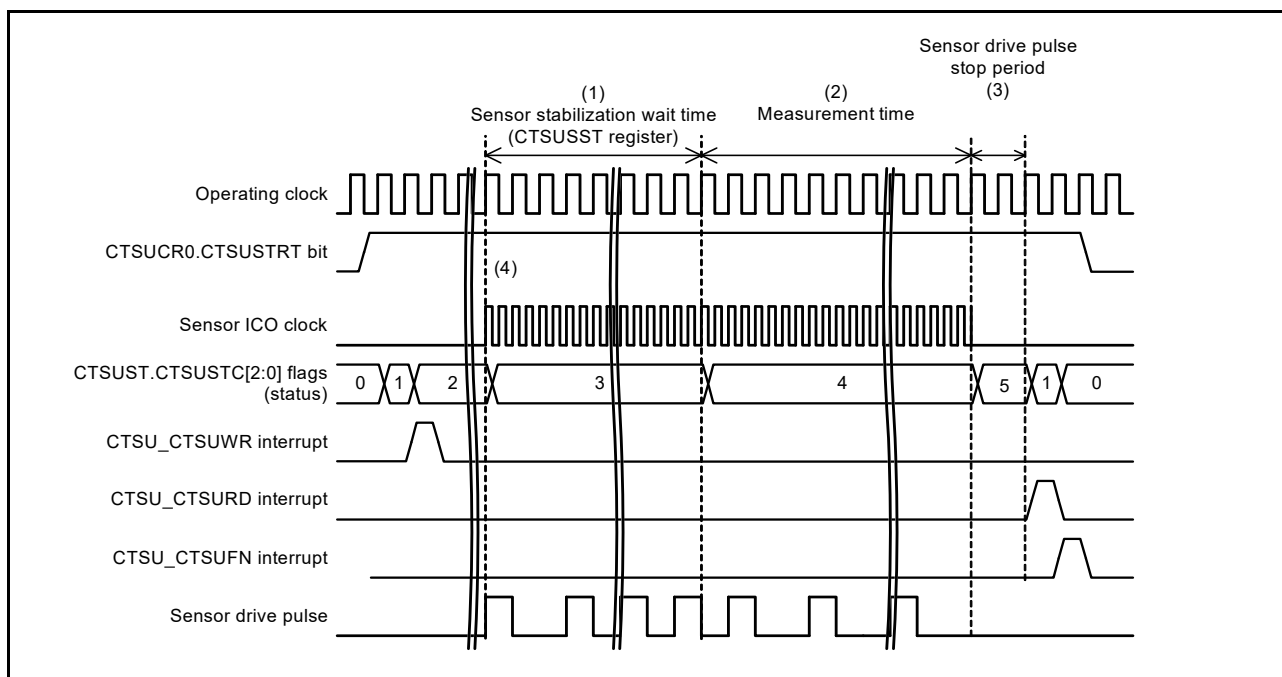 Sensor drive pulse
stop period
(3)
(1)
Sensor stabilization wait time
(CTSUSST register)
(2)
Measurement time
Operating clock
CTSUCR0.CTSUSTRT bit
(4)
Sensor ICO clock
CTSUST.CTSUSTC[2:0] flags
(status)
0 1 2 3 4 5 1 0
CTSU_CTSUWR interrupt
CTSU_CTSURD interrupt
CTSU_CTSUFN interrupt
Sensor drive pulse